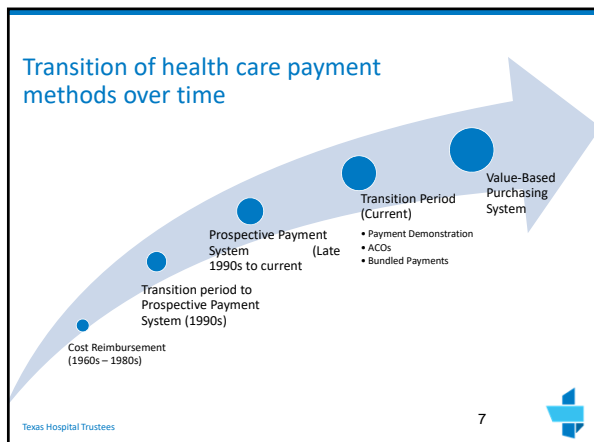 Transition of health care payment
methods over time
Value-Based
Purchasing
System
Transition Period
(Current)
• Payment Demonstration
• ACOs
• Bundled Payments
Prospective Payment
System (Late
1990s to current
Transition period to
Prospective Payment
System (1990s)
Cost Reimbursement
(1960s – 1980s)
Texas Hospital Trustees
7